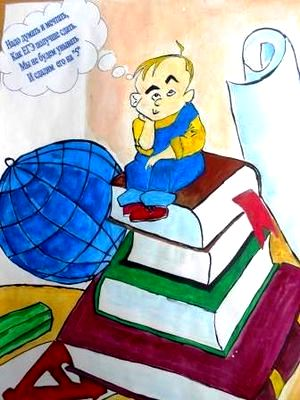 Надо думать и мечтать,
Как ЕГЭ получше сдать.
Мы не будем унывать
И сдадим его на "5"